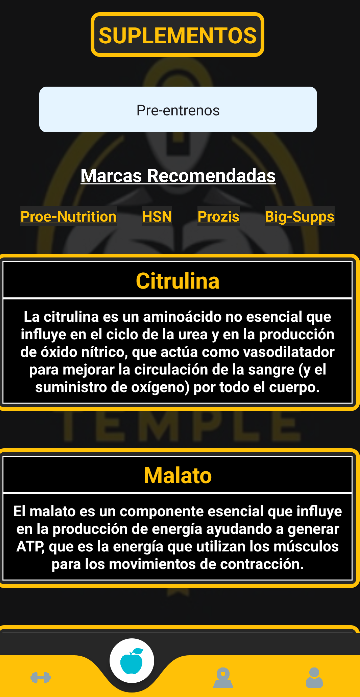 SUPLEMENTOS
Pre-entrenos
Marcas Recomendadas
Proe-Nutrition HSN Prozis Big-Supps
Citrulina
La citrulina es un aminoácido no esencial que
influye en el ciclo de la urea y en la producción
de óxido nítrico, que actúa como vasodilatador
para mejorar la circulación de la sangre (y el
suministro de oxígeno) por todo el cuerpo.
TEMPLE
Malato
El malato es un componente esencial que influye
en la producción de energía ayudando a generar
ATP, que es la energía que utilizan los músculos
para los movimientos de contracción.